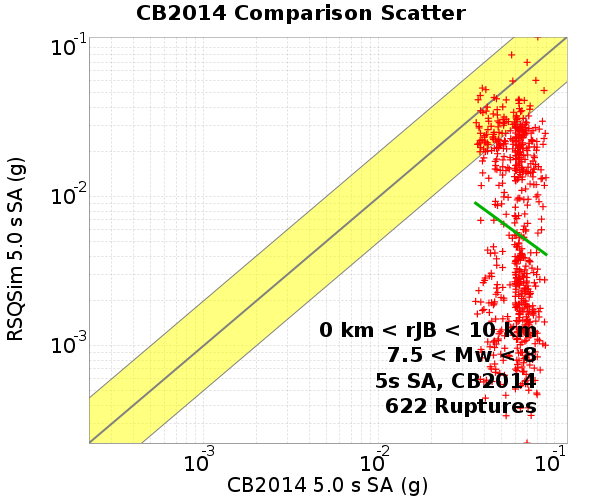 CB2014 Comparison Scatter
10⁻¹
10⁻²
10⁻³
RSQSim 5.0 s SA (g)
0 km < rJB < 10 km
7.5 < Mw < 8
5s SA, CB2014
622 Ruptures
10⁻³ 10⁻² 10⁻¹
CB2014 5.0 s SA (g)